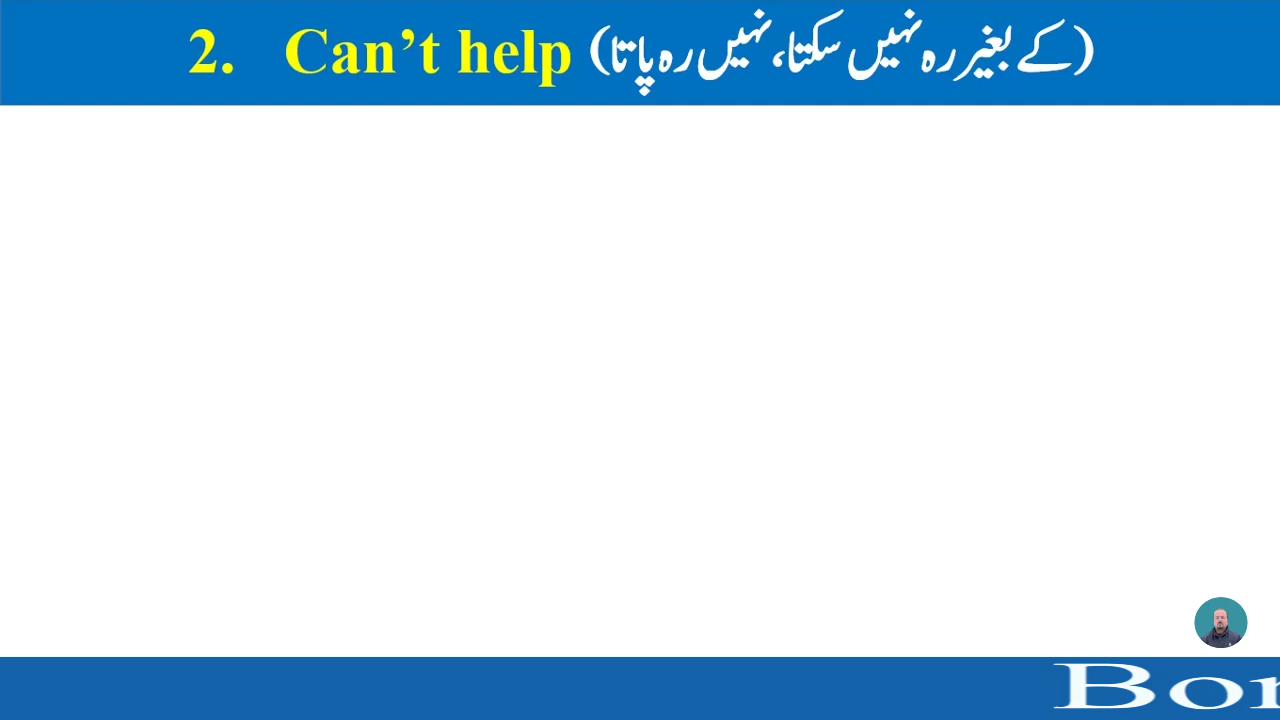 2. Can’t help (کے بغیر رہ نہیں سکتا، نہیں رہ پاتا)